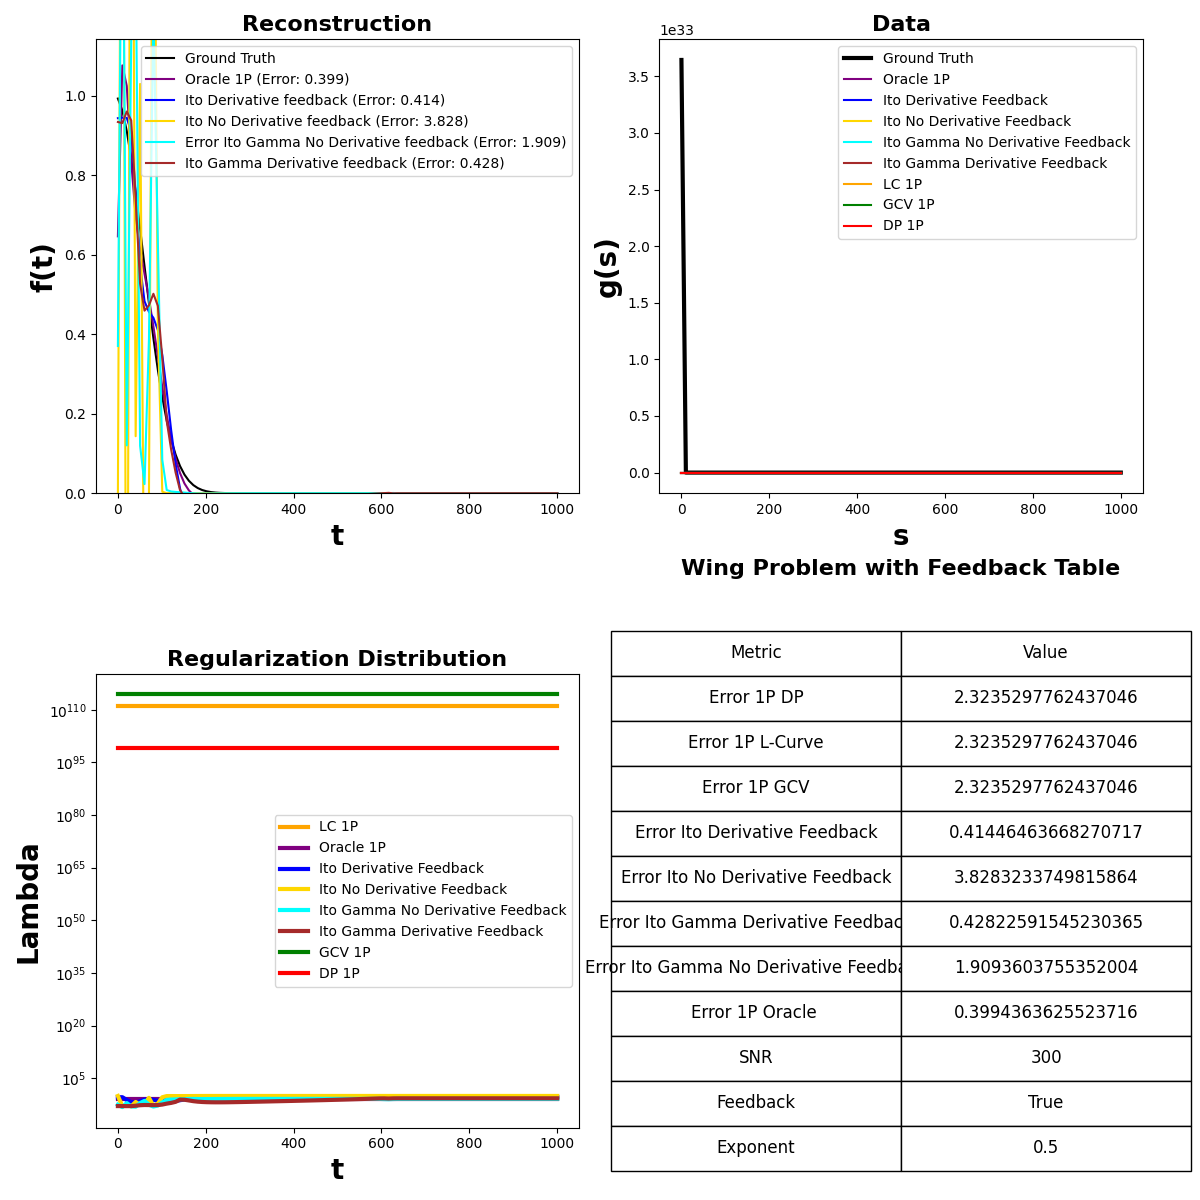 Reconstruction
1.0
0.8
0.6
0.4
0.2
0.0
f(t)
Ground Truth
Oracle 1P (Error: 0.399)
Ito Derivative feedback (Error: 0.414)
Ito No Derivative feedback (Error: 3.828)
Error Ito Gamma No Derivative feedback (Error: 1.909)
Ito Gamma Derivative feedback (Error: 0.428)
0 200 400 600 800 1000
t
Data
1e33
3.5
3.0
2.5
2.0
1.5
1.0
0.5
0.0
g(s)
Ground Truth
Oracle 1P
Ito Derivative Feedback
Ito No Derivative Feedback
Ito Gamma No Derivative Feedback
Ito Gamma Derivative Feedback
LC 1P
GCV 1P
DP 1P
0 200 400 600 800 1000
s
Regularization Distribution
10^110
10^95
10^80
10^65
10^50
10^35
10^20
10^5
Lambda
LC 1P
Oracle 1P
Ito Derivative Feedback
Ito No Derivative Feedback
Ito Gamma No Derivative Feedback
Ito Gamma Derivative Feedback
GCV 1P
DP 1P
0 200 400 600 800 1000
t
Wing Problem with Feedback Table
Metric Value
Error 1P DP 2.3235297762437046
Error 1P L-Curve 2.3235297762437046
Error 1P GCV 2.3235297762437046
Error Ito Derivative Feedback 0.41446463668270717
Error Ito No Derivative Feedback 3.8283233749815864
Error Ito Gamma Derivative Feedbac 0.42822591545230365
Error Ito Gamma No Derivative Feedba 1.9093603755352004
Error 1P Oracle 0.3994363625523716
SNR 300
Feedback True
Exponent 0.5